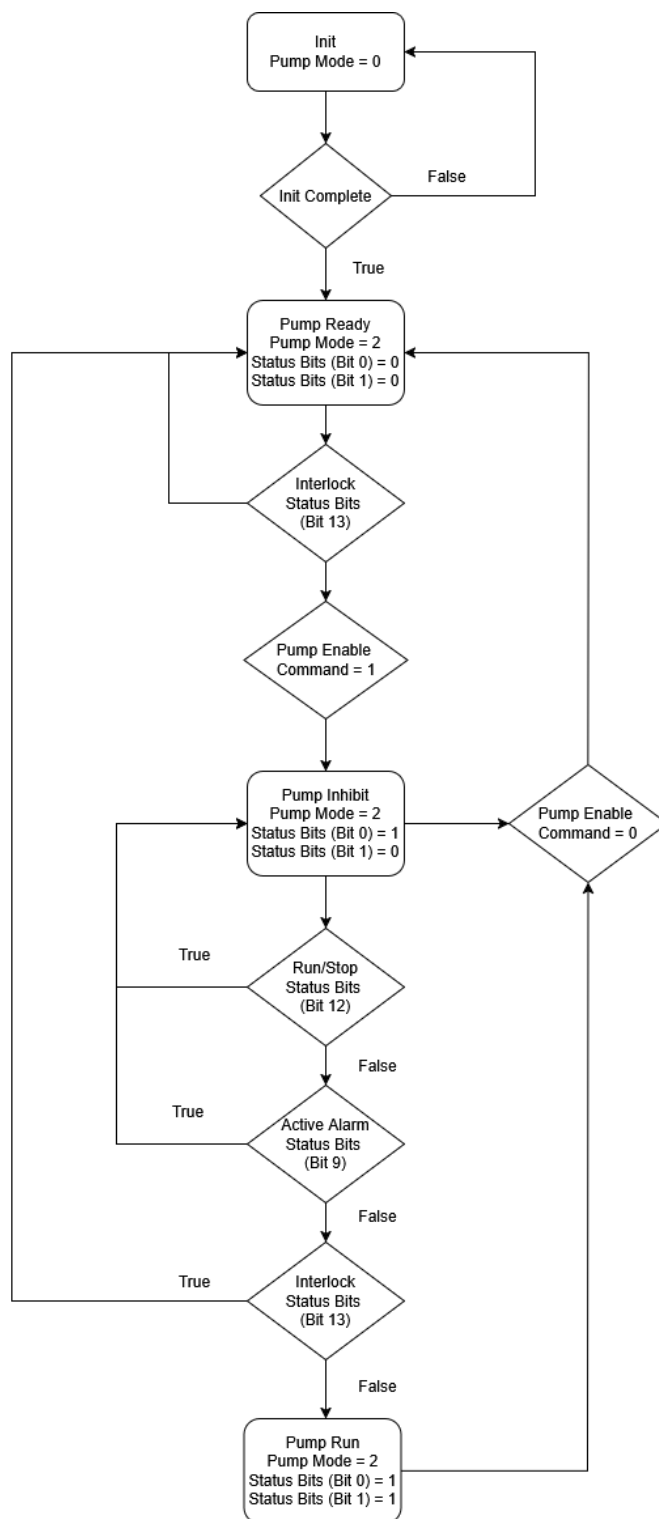 Init
Pump Mode = 0
False
Init Complete
True
Pump Ready
Pump Mode = 2
Status Bits (Bit 0) = 0
Status Bits (Bit 1) = 0
Interlock
Status Bits
(Bit 13)
Pump Enable
Command = 1
Pump Inhibit
Pump Mode = 2
Status Bits (Bit 0) = 1
Status Bits (Bit 1) = 0
Pump Enable
Command = 0
True
Run/Stop
Status Bits
(Bit 12)
False
True
Active Alarm
Status Bits
(Bit 9)
False
True
Interlock
Status Bits
(Bit 13)
False
Pump Run
Pump Mode = 2
Status Bits (Bit 0) = 1
Status Bits (Bit 1) = 1